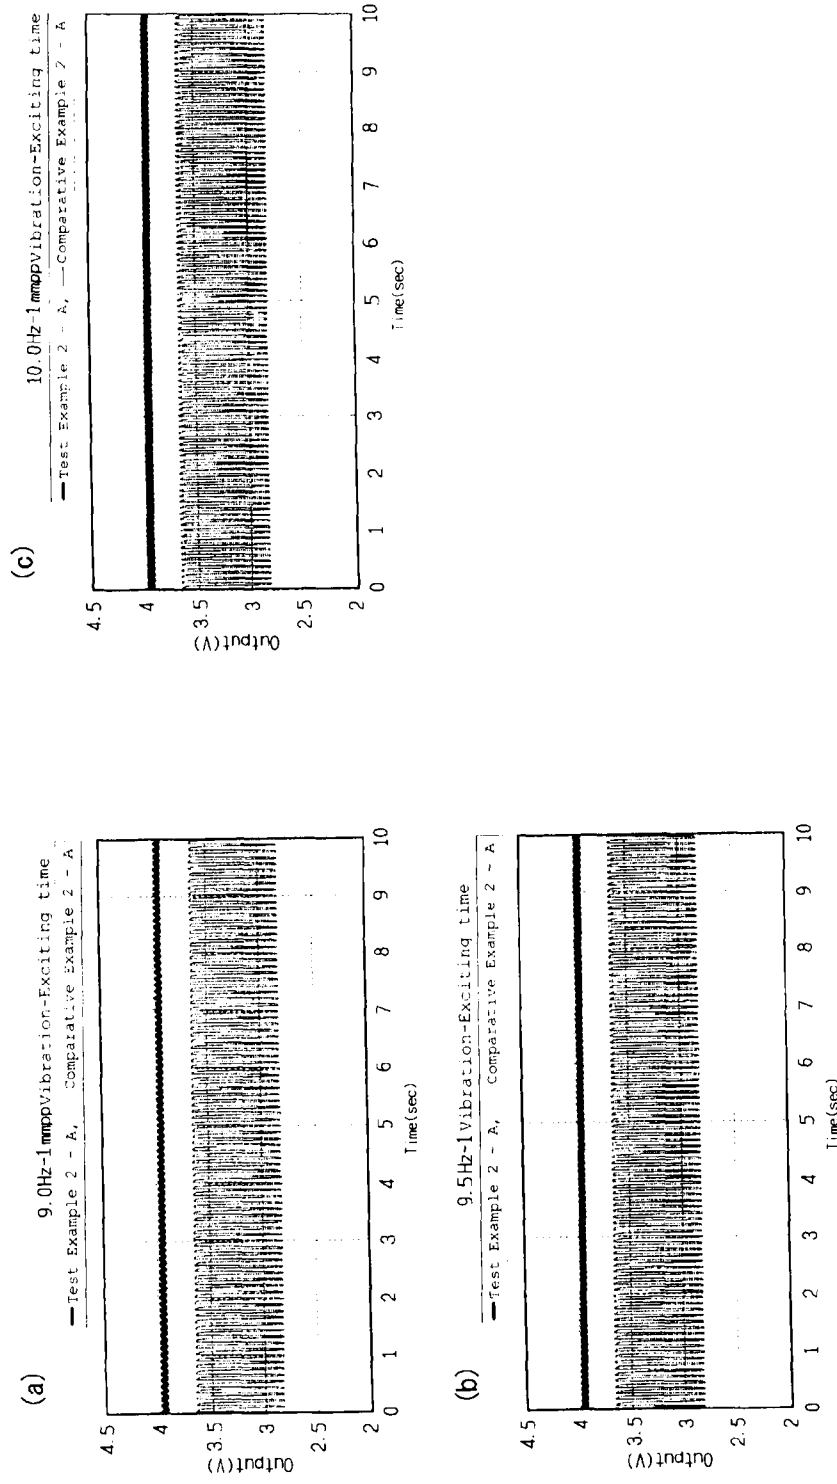 (a)
9.0Hz-1mmppVibration-Exciting time
Test Example 2 - A, Comparative Example 2 - A
4.5
4
3.5
3
2.5
2
Output(V)
0 1 2 3 4 5 6 7 8 9 10
Time(sec)
(b)
9.5Hz-1Vibration-Exciting time
Test Example 2 - A, Comparative Example 2 - A
4.5
4
3.5
3
2.5
2
Output(V)
0 1 2 3 4 5 6 7 8 9 10
Time(sec)
(c)
10.0Hz-1mmppVibration-Exciting time
Test Example 2 - A, Comparative Example 2 - A
4.5
4
3.5
3
2.5
2
Output(V)
0 1 2 3 4 5 6 7 8 9 10
Time(sec)